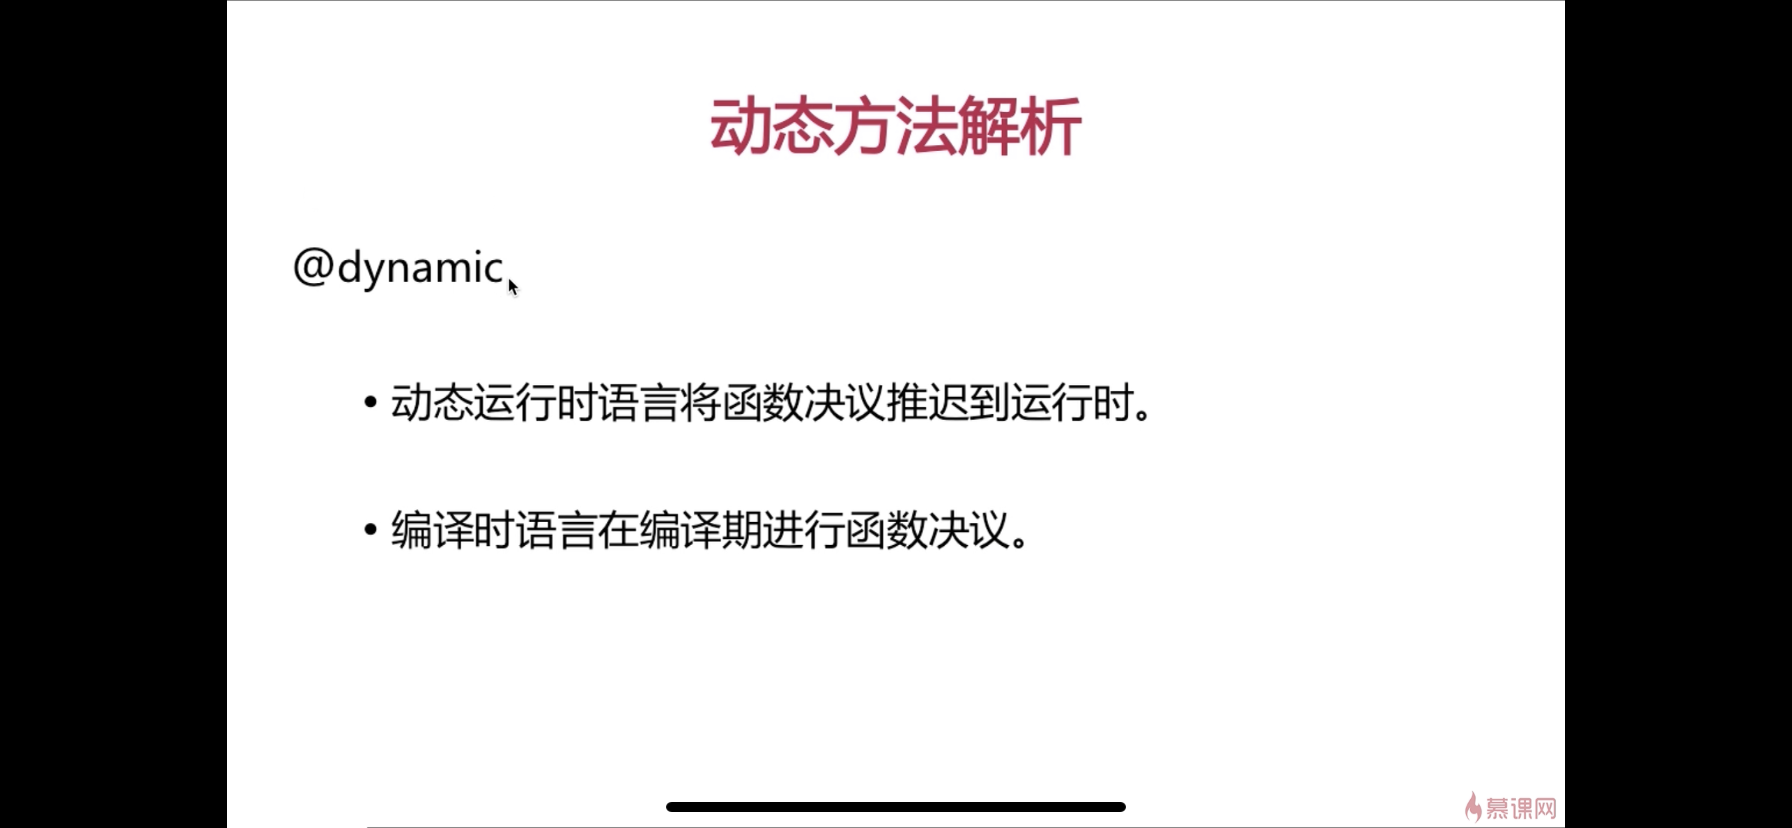 动态方法解析
@dynamic
• 动态运行时语言将函数决议推迟到运行时。
• 编译时语言在编译期进行函数决议。
慕课网